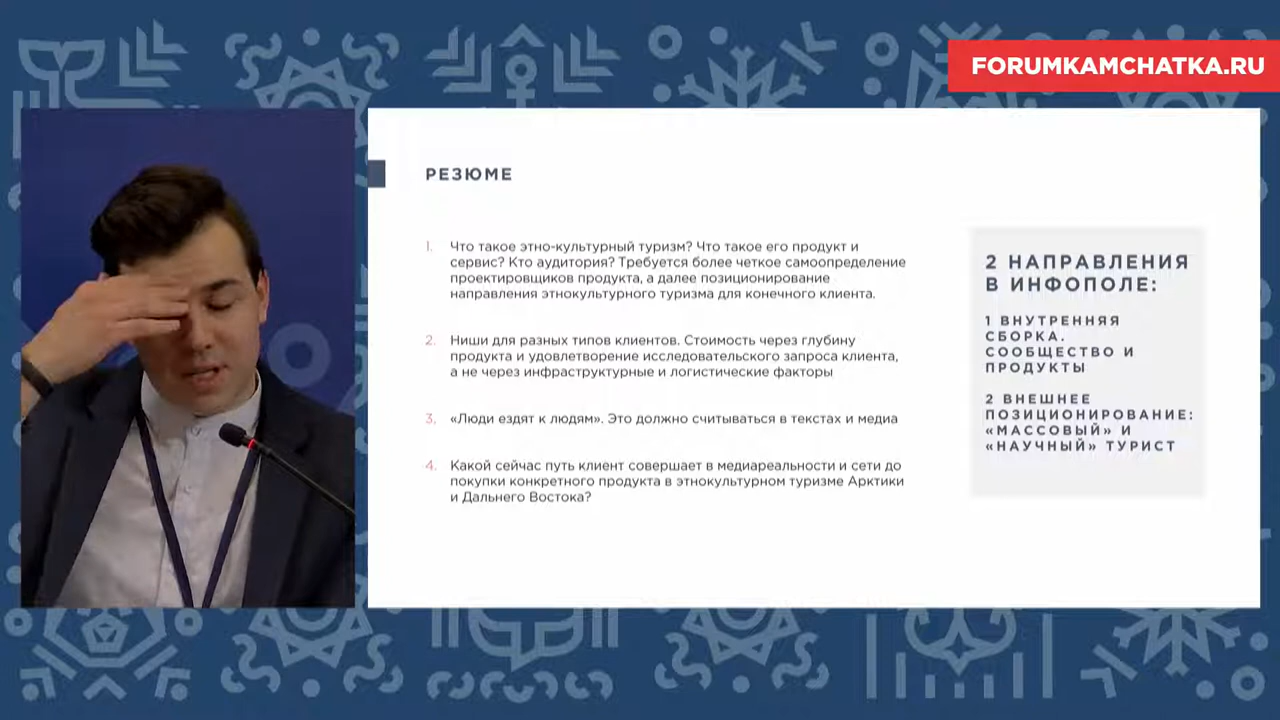 FORUMKAMCHATKA.RU
РЕЗЮМЕ
1. Что такое этно-культурный туризм? Что такое его продукт и
сервис? Кто аудитория? Требуется более четкое самоопределение
проектировщиков продукта, а далее позиционирование
направления этнокультурного туризма для конечного клиента.
2. Ниши для разных типов клиентов. Стоимость через глубину
продукта и удовлетворение исследовательского запроса клиента,
а не через инфраструктурные и логистические факторы
3. «Люди ездят к людям». Это должно считываться в текстах и медиа
4. Какой сейчас путь клиент совершает в медиареальности и сети до
покупки конкретного продукта в этнокультурном туризме Арктики
и Дальнего Востока?
2 НАПРАВЛЕНИЯ
В ИНФОПОЛЕ:
1 ВНУТРЕННЯЯ
СБОРКА.
СООБЩЕСТВО И
ПРОДУКТЫ
2 ВНЕШНЕЕ
ПОЗИЦИОНИРОВАНИЕ:
«МАССОВЫЙ» И
«НАУЧНЫЙ» ТУРИСТ